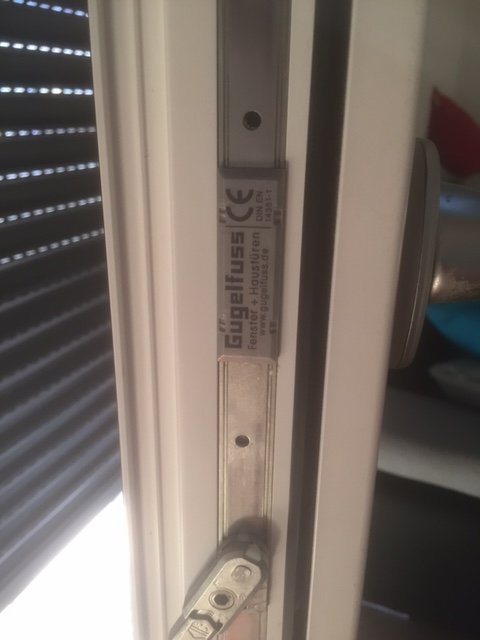 Gugelfuss
Fenster + Haustüren
www.gugelfuss.de
CE
DIN EN
14351-1